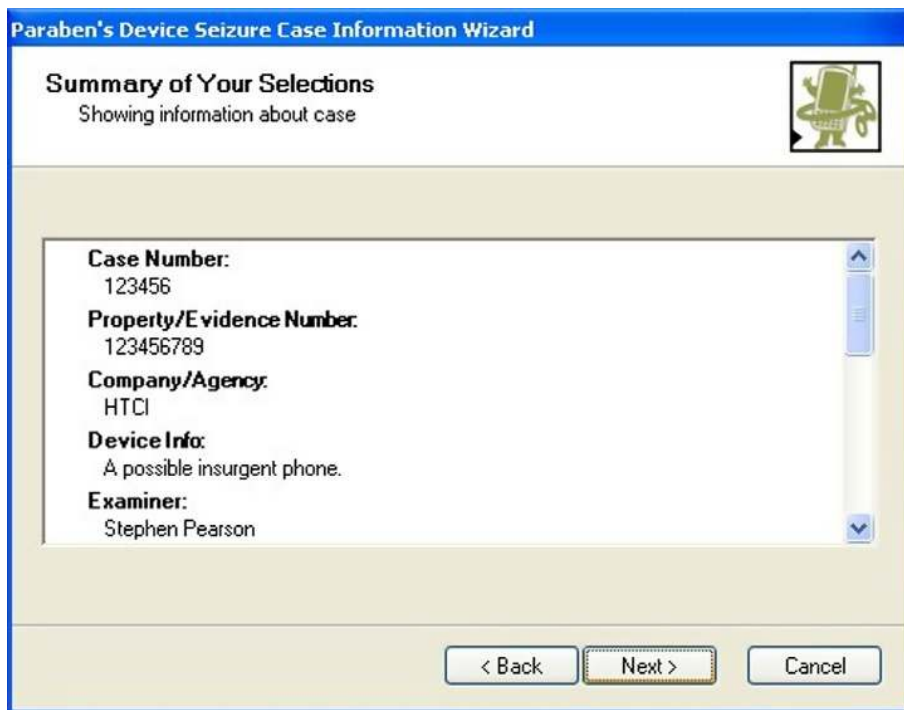 Paraben's Device Seizure Case Information Wizard
Summary of Your Selections
Showing information about case
Case Number:
123456
Property/Evidence Number:
123456789
Company/Agency:
HTCI
Device Info:
A possible insurgent phone.
Examiner:
Stephen Pearson
< Back
Next >
Cancel